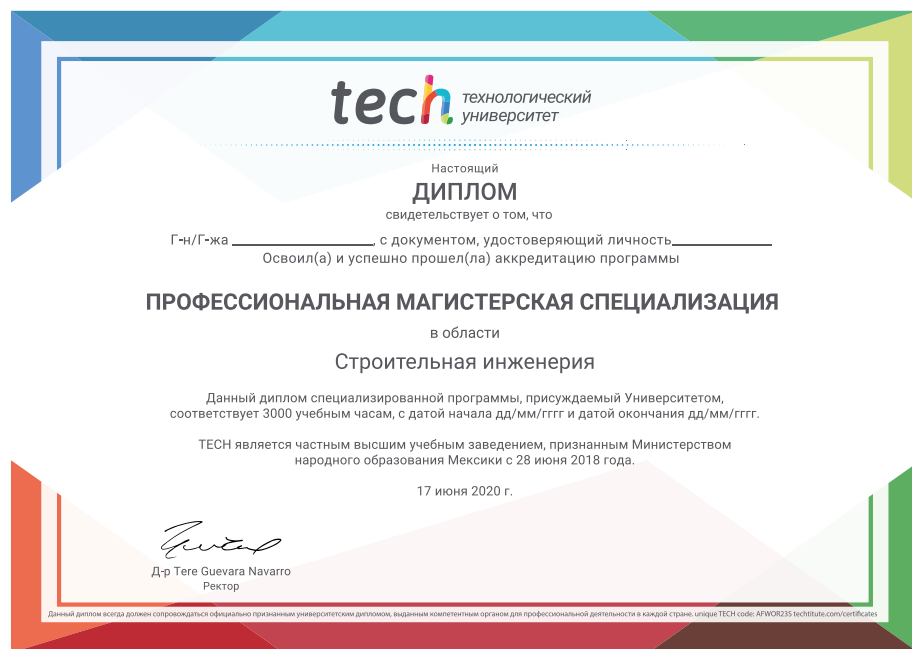 tech технологический университет
Настоящий
ДИПЛОМ
свидетельствует о том, что
Г-н/Г-жа ____________________, с документом, удостоверяющий личность______________
Освоил(а) и успешно прошел(ла) аккредитацию программы
ПРОФЕССИОНАЛЬНАЯ МАГИСТЕРСКАЯ СПЕЦИАЛИЗАЦИЯ
в области
Строительная инженерия
Данный диплом специализированной программы, присуждаемый Университетом,
соответствует 3000 учебным часам, с датой начала дд/мм/гггг и датой окончания дд/мм/гггг.
TECH является частным высшим учебным заведением, признанным Министерством
народного образования Мексики с 28 июня 2018 года.
17 июня 2020 г.
Д-р Tere Guevara Navarro
Ректор
Данный диплом всегда должен сопровождаться официально признанным университетским дипломом, выданным компетентным органом для профессиональной деятельности в каждой стране. unique TECH code: AFWOR23S techtitute.com/certificates